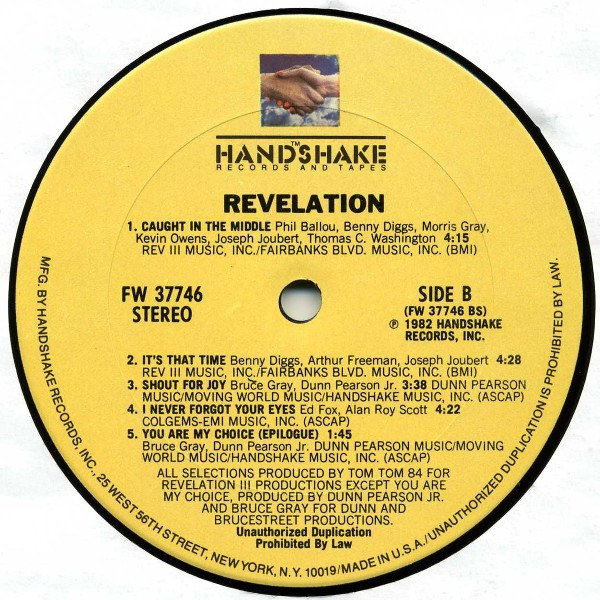 TM
HANDSHAKE
RECORDS AND TAPES
REVELATION
1. CAUGHT IN THE MIDDLE Phil Ballou, Benny Diggs, Morris Gray,
Kevin Owens, Joseph Joubert, Thomas C. Washington 4:15
REV III MUSIC, INC./FAIRBANKS BLVD. MUSIC, INC. (BMI)
FW 37746
STEREO
SIDE B
(FW 37746 BS)
℗ 1982 HANDSHAKE
RECORDS, INC.
2. IT'S THAT TIME Benny Diggs, Arthur Freeman, Joseph Joubert 4:28
REV III MUSIC, INC./FAIRBANKS BLVD. MUSIC, INC. (BMI)
3. SHOUT FOR JOY Bruce Gray, Dunn Pearson Jr. 3:38 DUNN PEARSON
MUSIC/MOVING WORLD MUSIC/HANDSHAKE MUSIC, INC. (ASCAP)
4. I NEVER FORGOT YOUR EYES Ed Fox, Alan Roy Scott 4:22
COLGEMS-EMI MUSIC, INC. (ASCAP)
5. YOU ARE MY CHOICE (EPILOGUE) 1:45
Bruce Gray, Dunn Pearson Jr. DUNN PEARSON MUSIC/MOVING
WORLD MUSIC/HANDSHAKE MUSIC, INC. (ASCAP)
ALL SELECTIONS PRODUCED BY TOM TOM 84 FOR
REVELATION III PRODUCTIONS EXCEPT YOU ARE
MY CHOICE, PRODUCED BY DUNN PEARSON JR.
AND BRUCE GRAY FOR DUNN AND
BRUCESTREET PRODUCTIONS.
Unauthorized Duplication
Prohibited By Law
MFG. BY HANDSHAKE RECORDS, INC., 25 WEST 56TH STREET, NEW YORK, N.Y. 10019/MADE IN U.S.A./UNAUTHORIZED DUPLICATION IS PROHIBITED BY LAW.